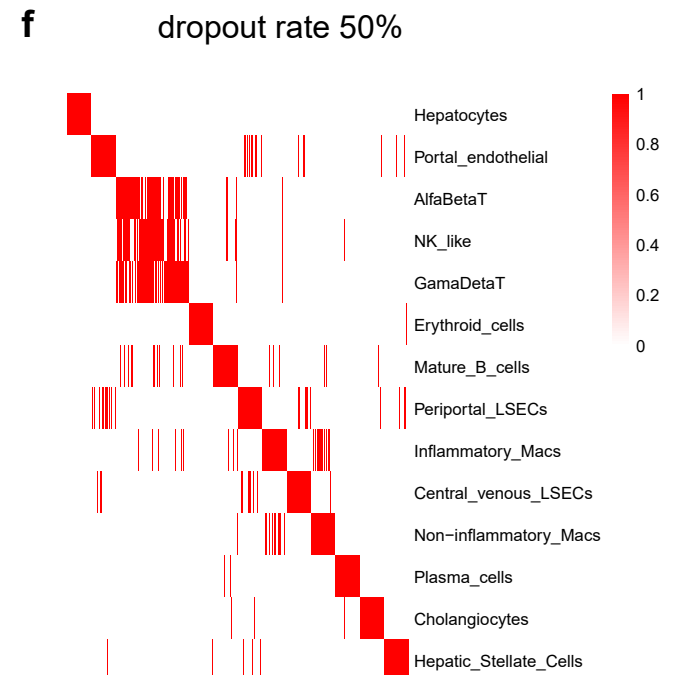 f
dropout rate 50%
Hepatocytes
Portal_endothelial
AlfaBetaT
NK_like
GamaDetaT
Erythroid_cells
Mature_B_cells
Periportal_LSECs
Inflammatory_Macs
Central_venous_LSECs
Non−inflammatory_Macs
Plasma_cells
Cholangiocytes
Hepatic_Stellate_Cells
1
0.8
0.6
0.4
0.2
0